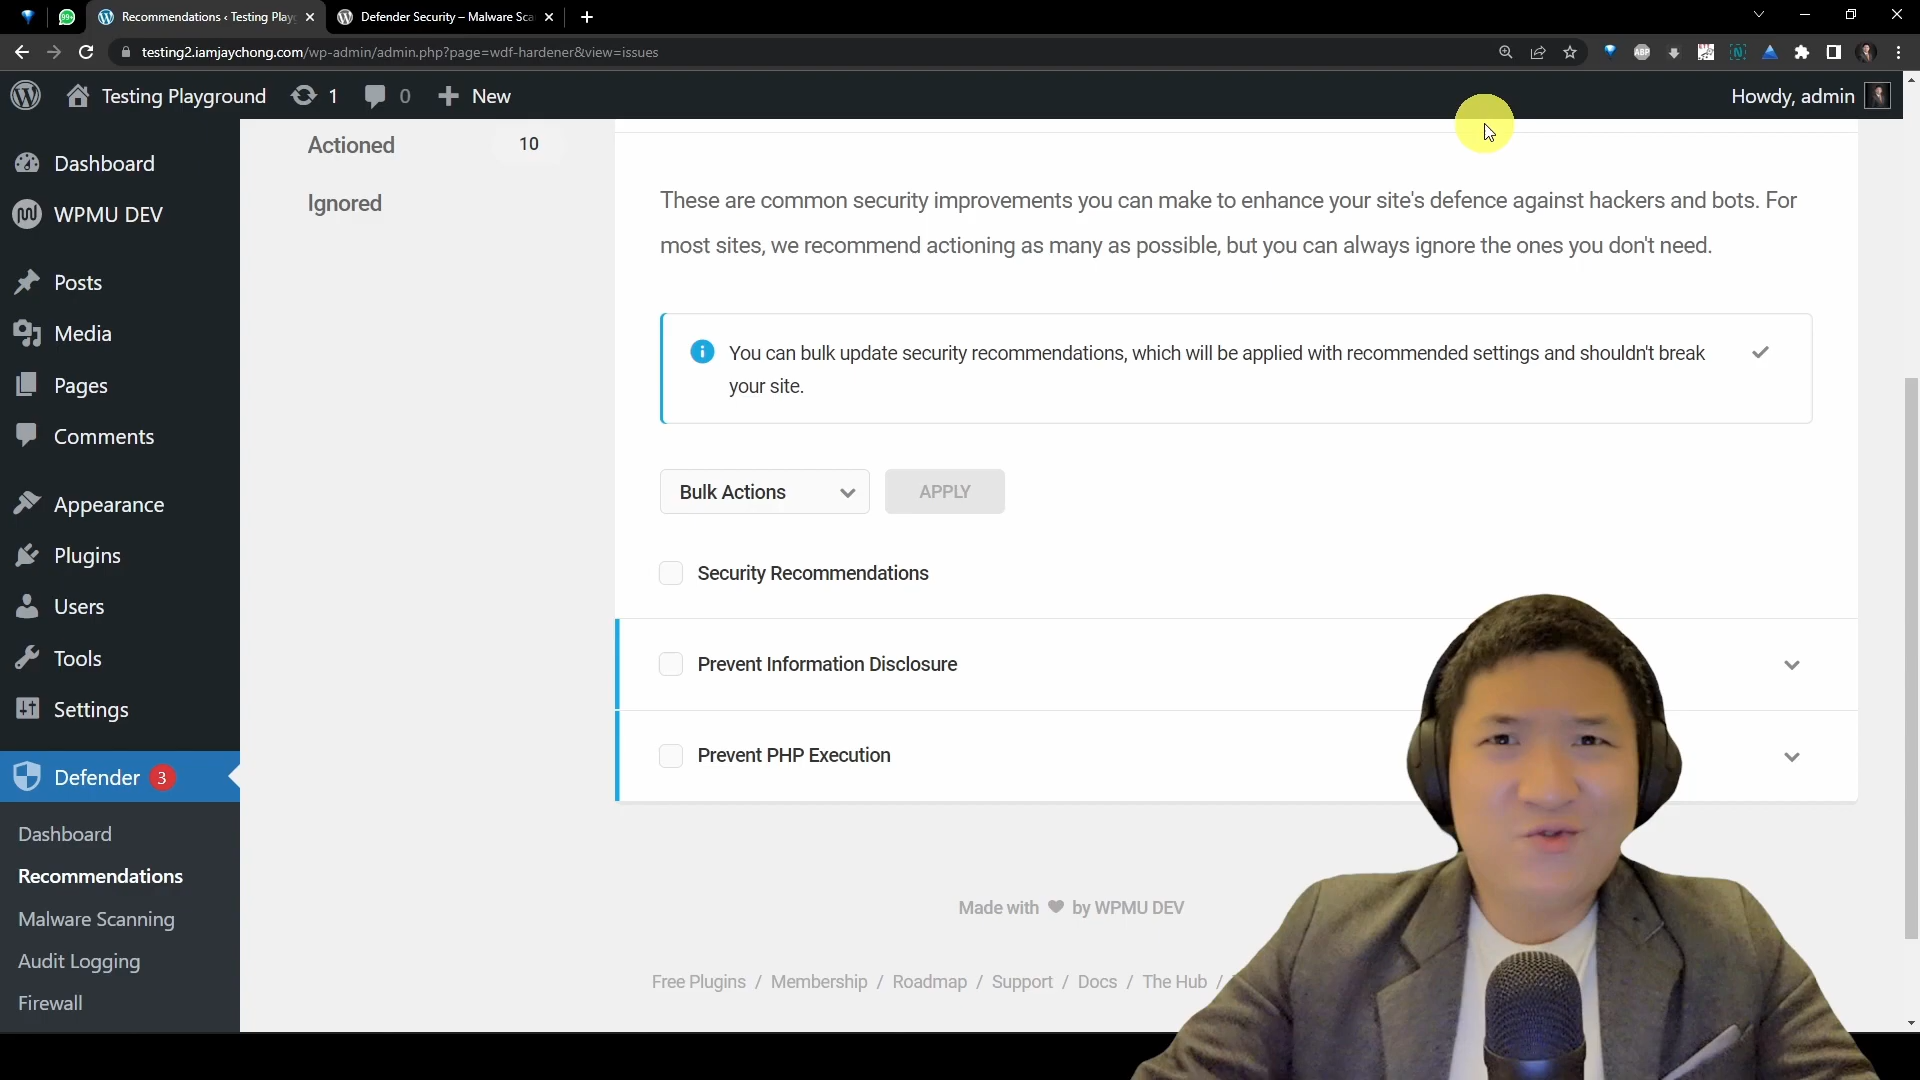 99+
Recommendations ‹ Testing Play
Defender Security – Malware Sca
testing2.iamjaychong.com/wp-admin/admin.php?page=wdf-hardener&view=issues
ABP
Testing Playground
1
0
New
Howdy, admin
Dashboard
WPMU DEV
Posts
Media
Pages
Comments
Appearance
Plugins
Users
Tools
Settings
Defender 3
Dashboard
Recommendations
Malware Scanning
Audit Logging
Firewall
Actioned 10
Ignored
These are common security improvements you can make to enhance your site's defence against hackers and bots. For
most sites, we recommend actioning as many as possible, but you can always ignore the ones you don't need.
You can bulk update security recommendations, which will be applied with recommended settings and shouldn't break
your site.
Bulk Actions
APPLY
Security Recommendations
Prevent Information Disclosure
Prevent PHP Execution
Made with ♥ by WPMU DEV
Free Plugins / Membership / Roadmap / Support / Docs / The Hub /